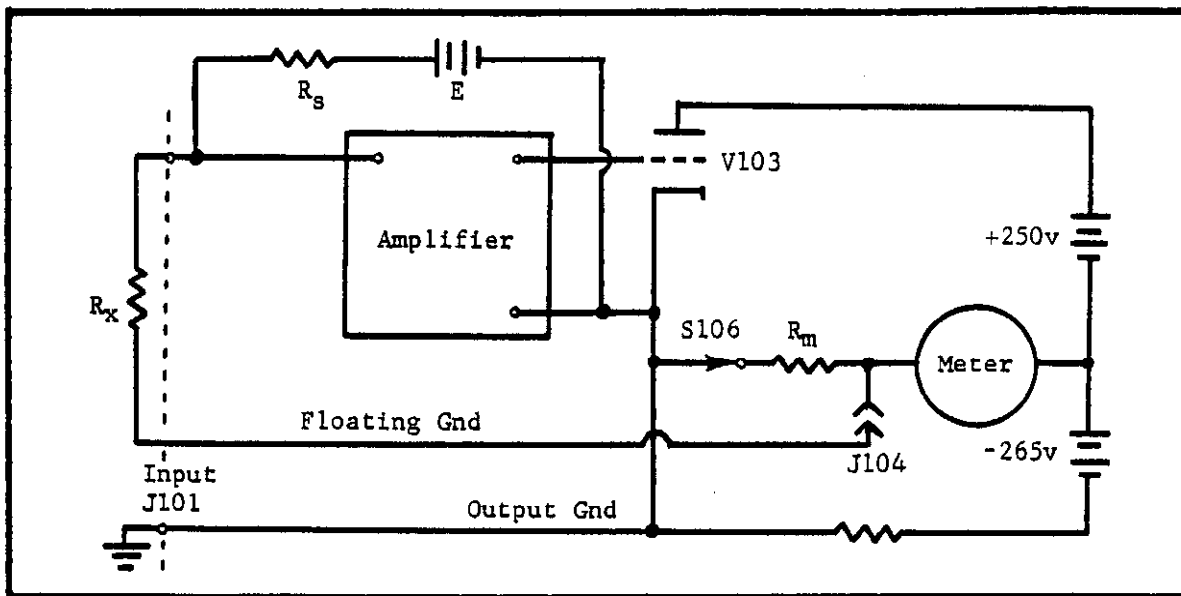 Rs
E
V103
Amplifier
+250v
Rx
S106
Rm
Meter
Floating Gnd
J104
-265v
Input
J101
Output Gnd